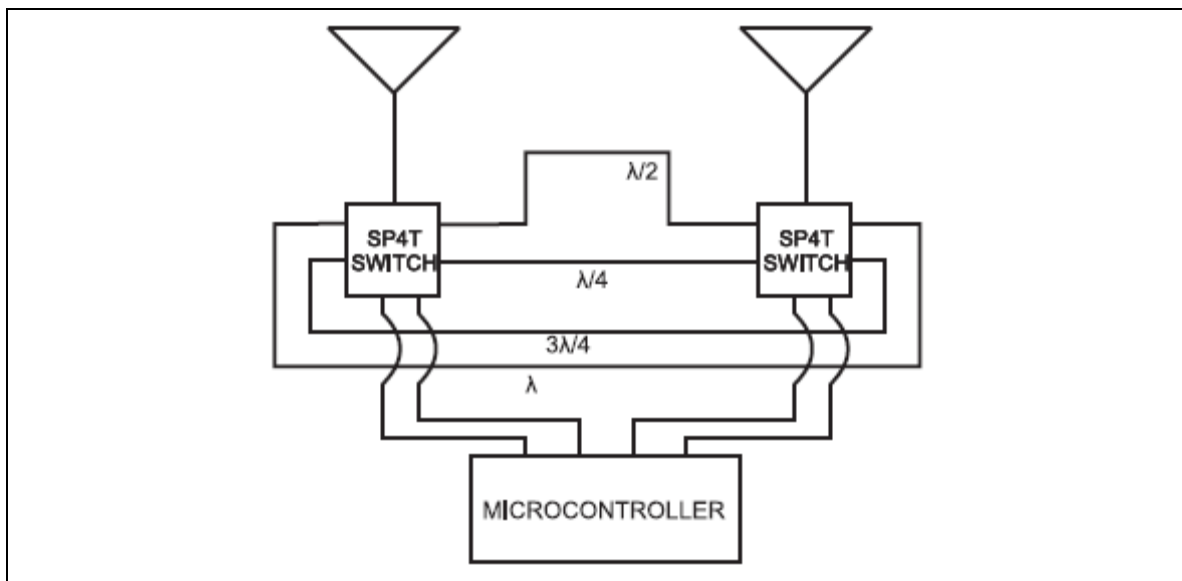 λ/2
SP4T
SWITCH
SP4T
SWITCH
λ/4
3λ/4
λ
MICROCONTROLLER